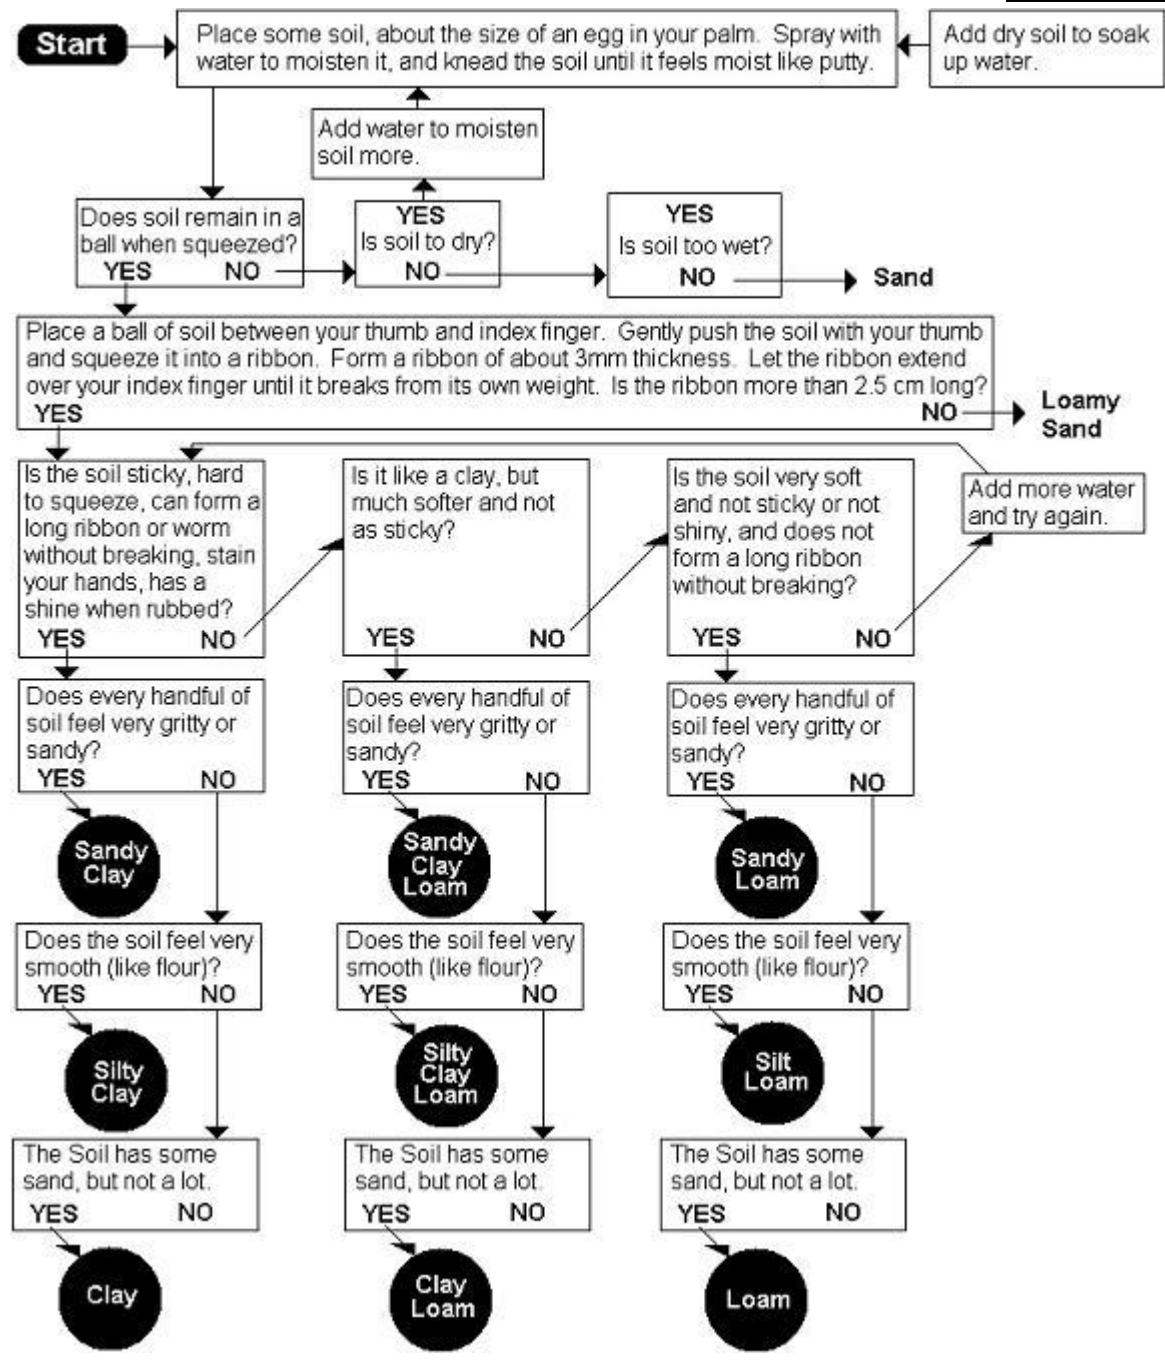 Start
Place some soil, about the size of an egg in your palm. Spray with
water to moisten it, and knead the soil until it feels moist like putty.
Add dry soil to soak
up water.
Add water to moisten
soil more.
Does soil remain in a
ball when squeezed?
YES NO
YES
Is soil to dry?
NO
YES
Is soil too wet?
NO
Sand
Place a ball of soil between your thumb and index finger. Gently push the soil with your thumb
and squeeze it into a ribbon. Form a ribbon of about 3mm thickness. Let the ribbon extend
over your index finger until it breaks from its own weight. Is the ribbon more than 2.5 cm long?
YES NO
Loamy
Sand
Is the soil sticky, hard
to squeeze, can form a
long ribbon or worm
without breaking, stain
your hands, has a
shine when rubbed?
YES NO
Is it like a clay, but
much softer and not
as sticky?
YES NO
Is the soil very soft
and not sticky or not
shiny, and does not
form a long ribbon
without breaking?
YES NO
Add more water
and try again.
Does every handful of
soil feel very gritty or
sandy?
YES NO
Does every handful of
soil feel very gritty or
sandy?
YES NO
Does every handful of
soil feel very gritty or
sandy?
YES NO
Sandy
Clay
Sandy
Clay
Loam
Sandy
Loam
Does the soil feel very
smooth (like flour)?
YES NO
Does the soil feel very
smooth (like flour)?
YES NO
Does the soil feel very
smooth (like flour)?
YES NO
Silty
Clay
Silty
Clay
Loam
Silt
Loam
The Soil has some
sand, but not a lot.
YES NO
The Soil has some
sand, but not a lot.
YES NO
The Soil has some
sand, but not a lot.
YES NO
Clay
Clay
Loam
Loam